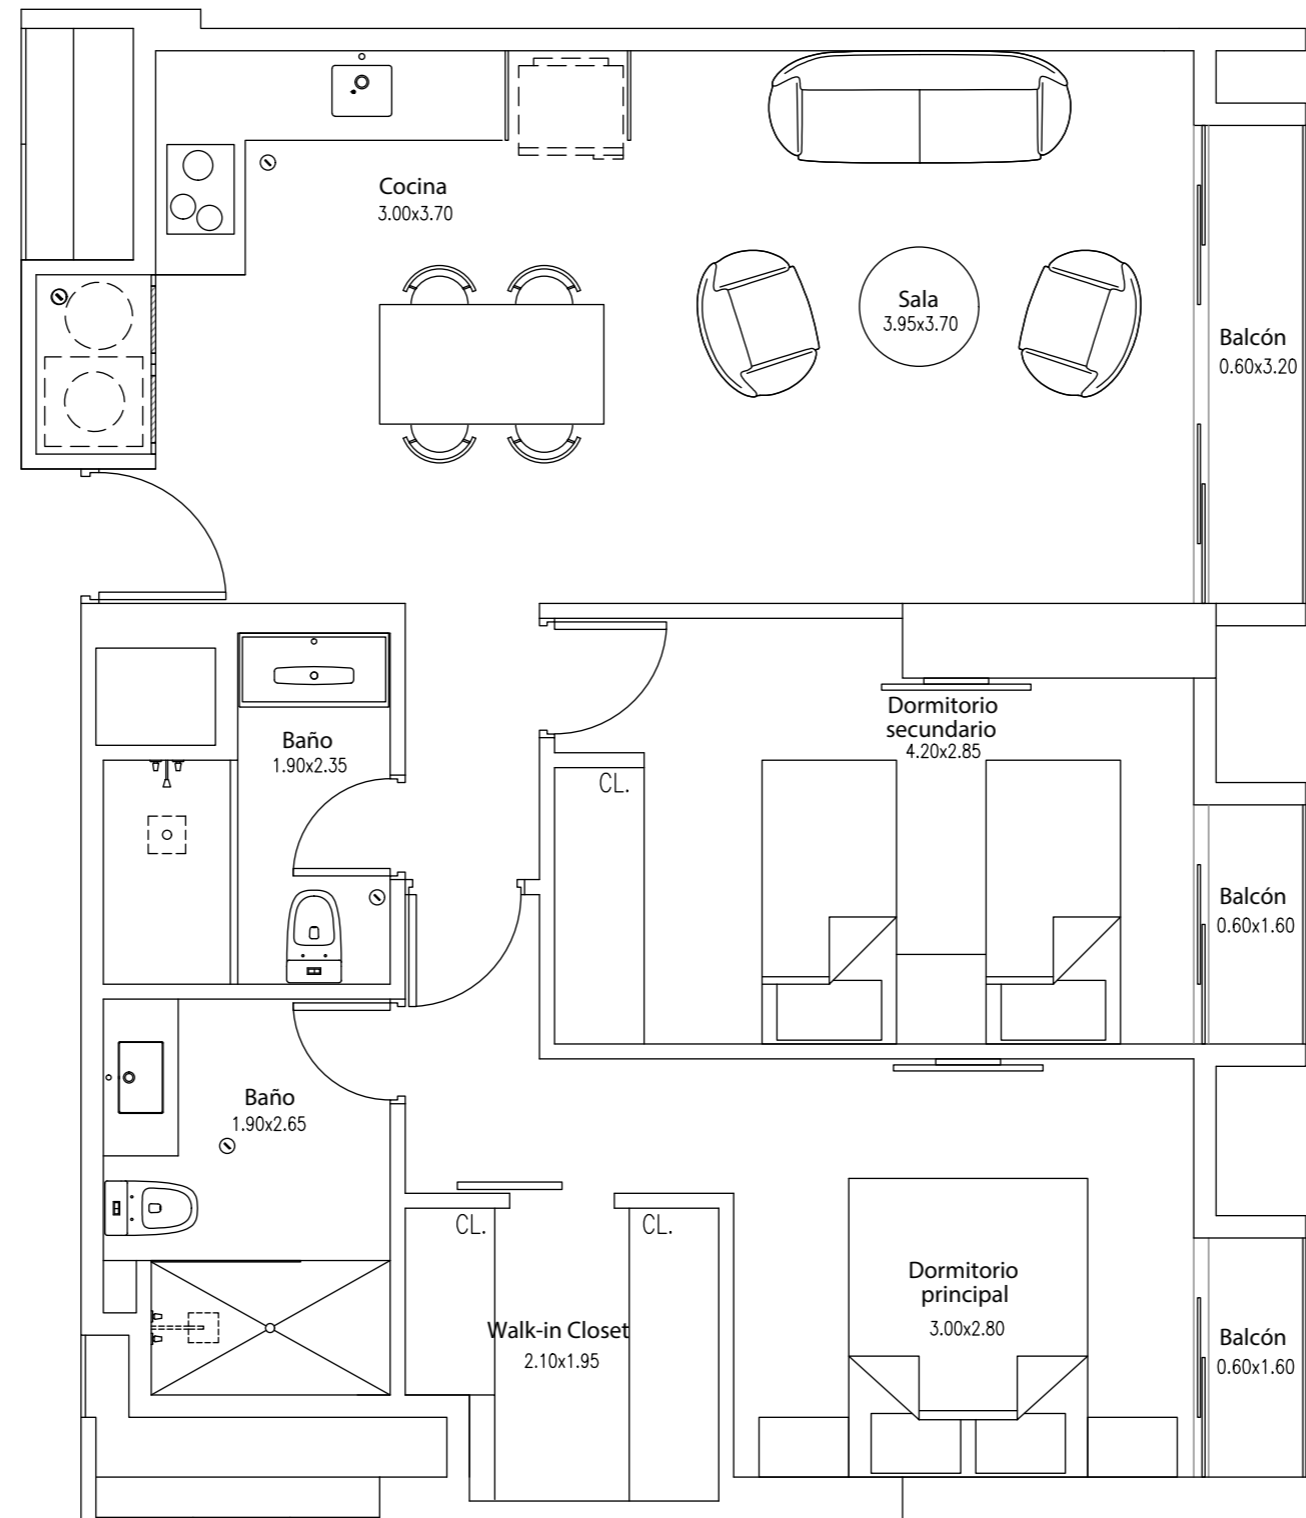 Cocina
3.00x3.70
Sala
3.95x3.70
Balcón
0.60x3.20
Dormitorio
secundario
4.20x2.85
Baño
1.90x2.35
CL.
Balcón
0.60x1.60
Baño
1.90x2.65
CL.
CL.
Dormitorio
principal
3.00x2.80
Walk-in Closet
2.10x1.95
Balcón
0.60x1.60